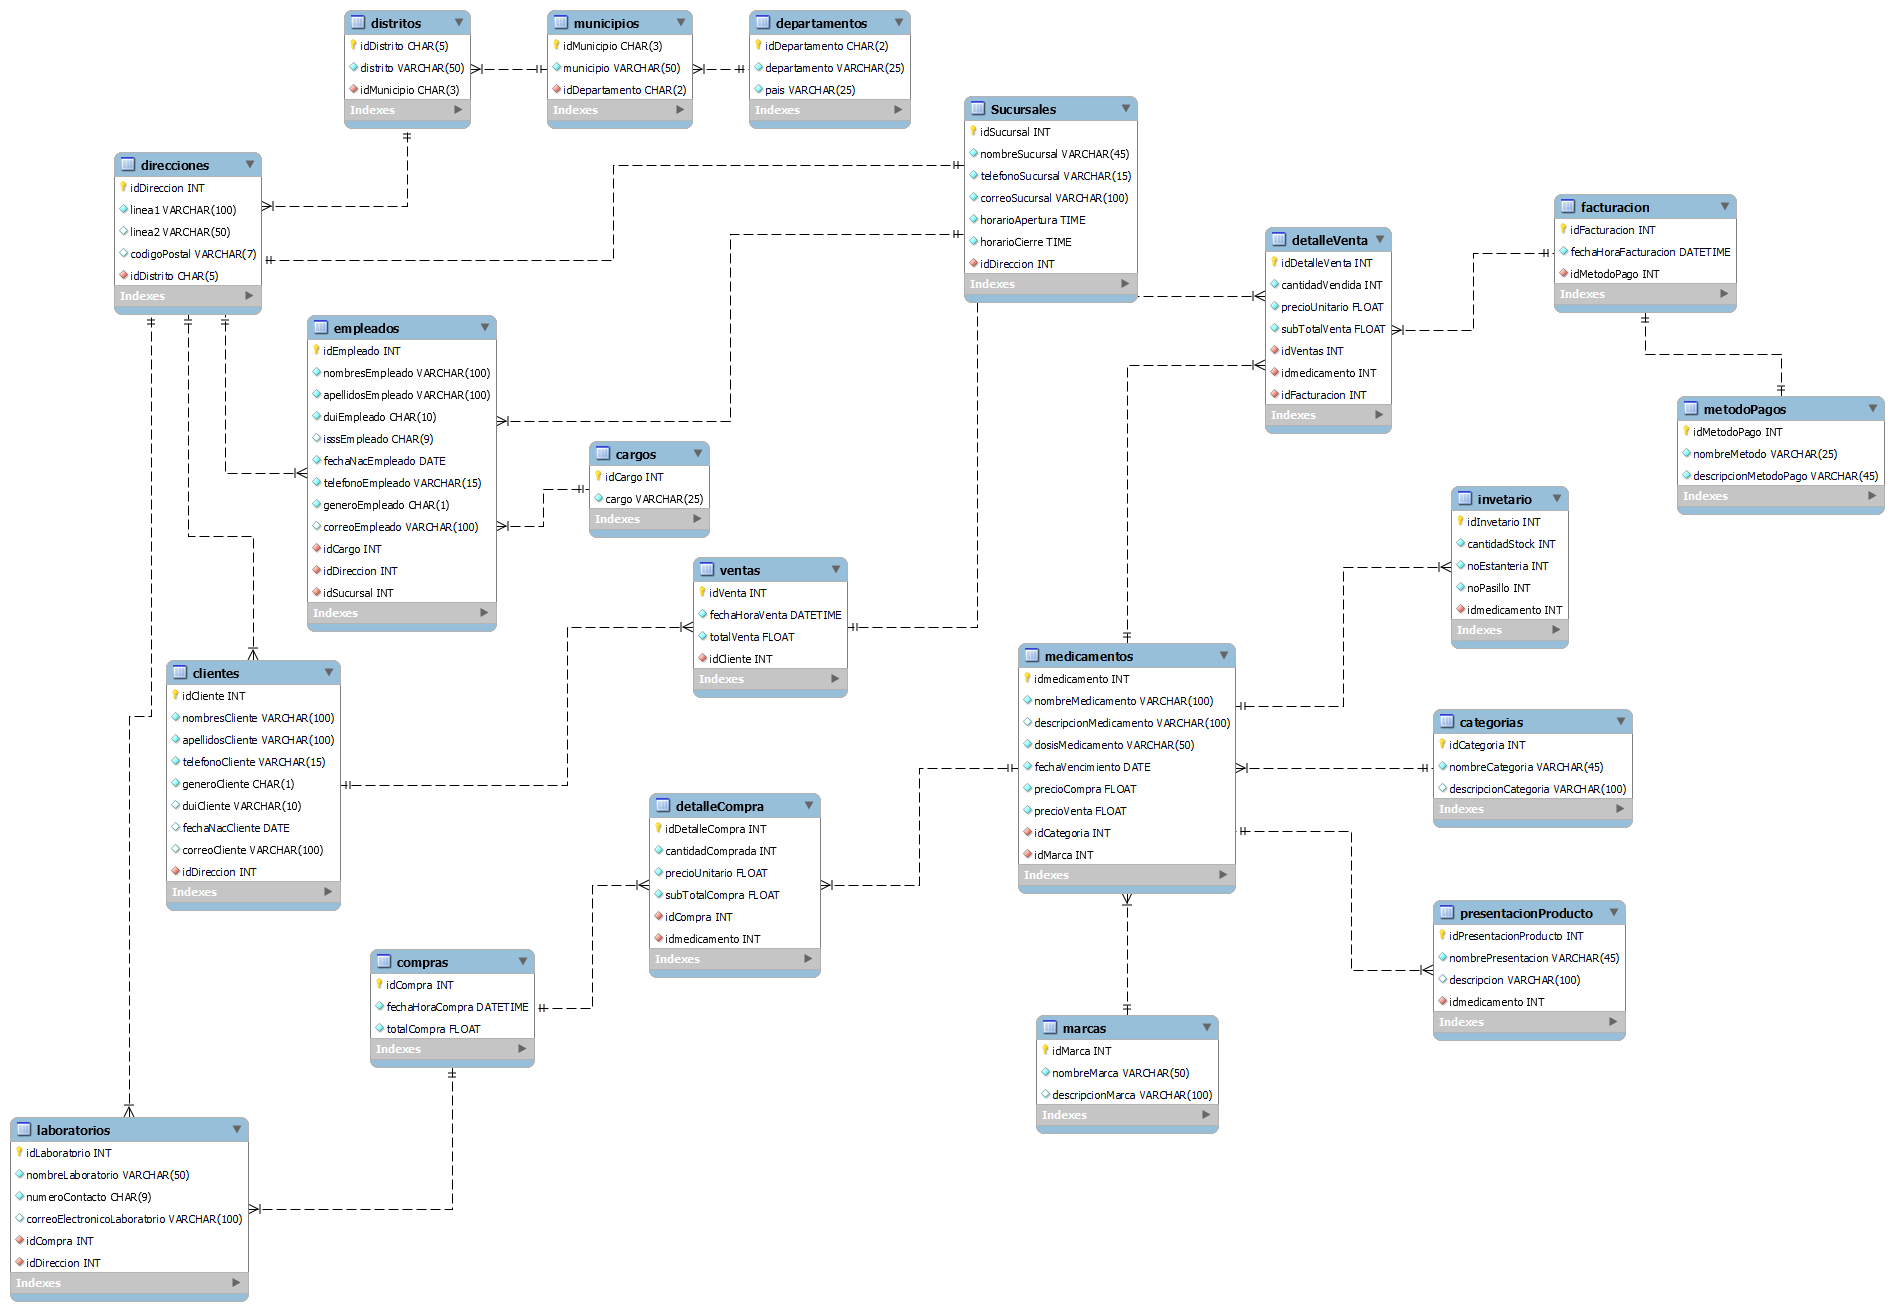 distritos
idDistrito CHAR(5)
distrito VARCHAR(50)
idMunicipio CHAR(3)
Indexes
municipios
idMunicipio CHAR(3)
municipio VARCHAR(50)
idDepartamento CHAR(2)
Indexes
departamentos
idDepartamento CHAR(2)
departamento VARCHAR(25)
pais VARCHAR(25)
Indexes
Sucursales
idSucursal INT
nombreSucursal VARCHAR(45)
telefonoSucursal VARCHAR(15)
correoSucursal VARCHAR(100)
horarioApertura TIME
horarioCierre TIME
idDireccion INT
Indexes
direcciones
idDireccion INT
linea1 VARCHAR(100)
linea2 VARCHAR(50)
codigoPostal VARCHAR(7)
idDistrito CHAR(5)
Indexes
facturacion
idFacturacion INT
fechaHoraFacturacion DATETIME
idMetodoPago INT
Indexes
detalleVenta
idDetalleVenta INT
cantidadVendida INT
precioUnitario FLOAT
subTotalVenta FLOAT
idVentas INT
idmedicamento INT
idFacturacion INT
Indexes
empleados
idEmpleado INT
nombresEmpleado VARCHAR(100)
apellidosEmpleado VARCHAR(100)
duiEmpleado CHAR(10)
isssEmpleado CHAR(9)
fechaNacEmpleado DATE
telefonoEmpleado VARCHAR(15)
generoEmpleado CHAR(1)
correoEmpleado VARCHAR(100)
idCargo INT
idDireccion INT
idSucursal INT
Indexes
metodoPagos
idMetodoPago INT
nombreMetodo VARCHAR(25)
descripcionMetodoPago VARCHAR(45)
Indexes
cargos
idCargo INT
cargo VARCHAR(25)
Indexes
invetario
idInvetario INT
cantidadStock INT
noEstanteria INT
noPasillo INT
idmedicamento INT
Indexes
ventas
idVenta INT
fechaHoraVenta DATETIME
totalVenta FLOAT
idCliente INT
Indexes
medicamentos
idmedicamento INT
nombreMedicamento VARCHAR(100)
descripcionMedicamento VARCHAR(100)
dosisMedicamento VARCHAR(50)
fechaVencimiento DATE
precioCompra FLOAT
precioVenta FLOAT
idCategoria INT
idMarca INT
Indexes
clientes
idCliente INT
nombresCliente VARCHAR(100)
apellidosCliente VARCHAR(100)
telefonoCliente VARCHAR(15)
generoCliente CHAR(1)
duiCliente VARCHAR(10)
fechaNacCliente DATE
correoCliente VARCHAR(100)
idDireccion INT
Indexes
categorias
idCategoria INT
nombreCategoria VARCHAR(45)
descripcionCategoria VARCHAR(100)
Indexes
detalleCompra
idDetalleCompra INT
cantidadComprada INT
precioUnitario FLOAT
subTotalCompra FLOAT
idCompra INT
idmedicamento INT
Indexes
presentacionProducto
idPresentacionProducto INT
nombrePresentacion VARCHAR(45)
descripcion VARCHAR(100)
idmedicamento INT
Indexes
compras
idCompra INT
fechaHoraCompra DATETIME
totalCompra FLOAT
Indexes
marcas
idMarca INT
nombreMarca VARCHAR(50)
descripcionMarca VARCHAR(100)
Indexes
laboratorios
idLaboratorio INT
nombreLaboratorio VARCHAR(50)
numeroContacto CHAR(9)
correoElectronicoLaboratorio VARCHAR(100)
idCompra INT
idDireccion INT
Indexes